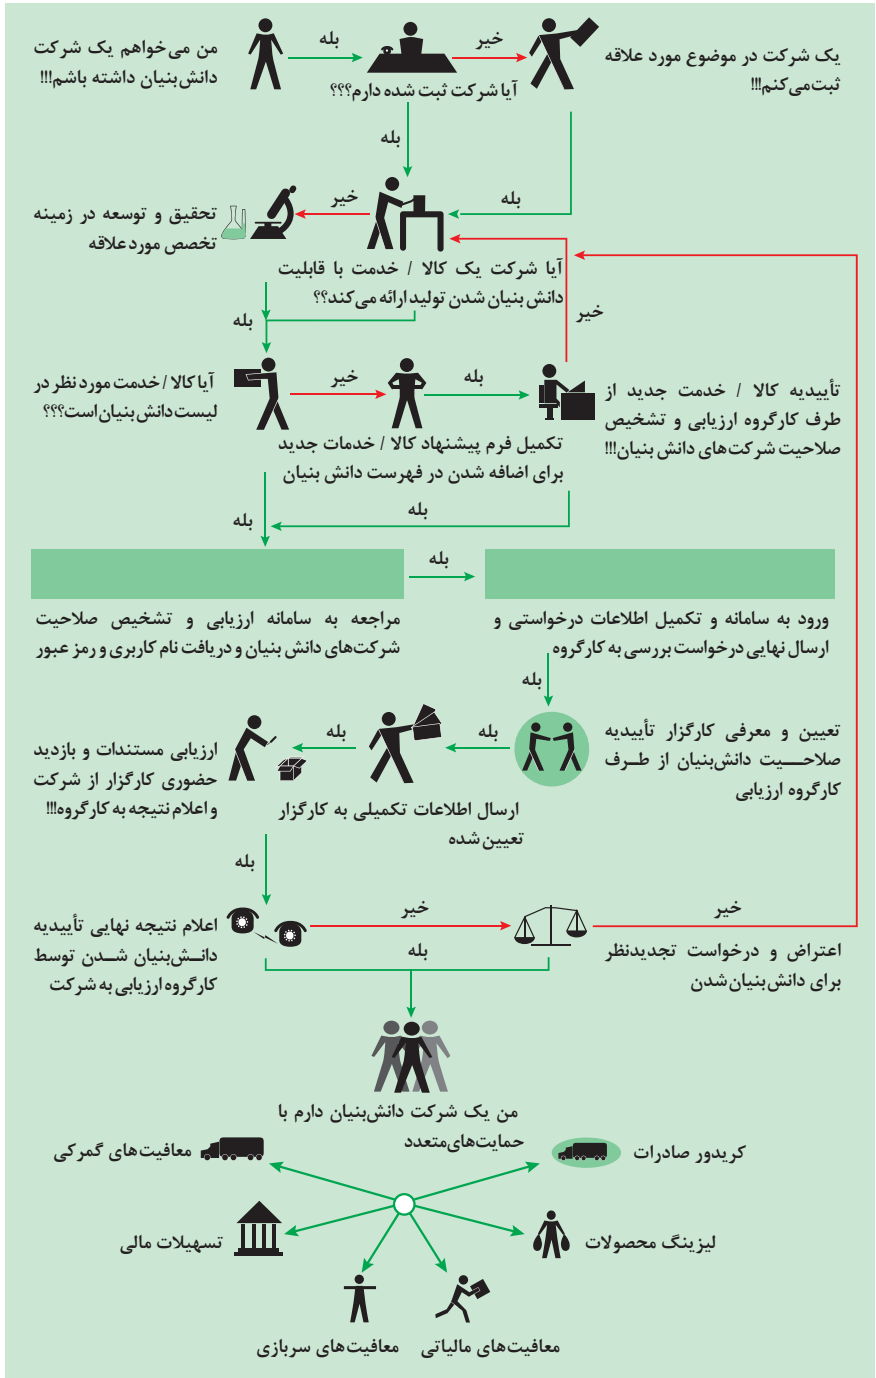 من می‌خواهم یک شرکت
دانش‌بنیان داشته باشم!!!
بله
آیا شرکت ثبت شده دارم؟؟؟
خیر
یک شرکت در موضوع مورد علاقه
ثبت می‌کنم!!!
بله
بله
خیر
تحقیق و توسعه در زمینه
تخصص مورد علاقه
آیا شرکت یک کالا / خدمت با قابلیت
دانش بنیان شدن تولید ارائه می‌کند؟؟
خیر
بله
آیا کالا / خدمت مورد نظر در
لیست دانش‌بنیان است؟؟؟
خیر
بله
تکمیل فرم پیشنهاد کالا / خدمات جدید
برای اضافه شدن در فهرست دانش بنیان
تأییدیه کالا / خدمت جدید از
طرف کارگروه ارزیابی و تشخیص
صلاحیت شرکت‌های دانش بنیان!!!
بله
بله
بله
مراجعه به سامانه ارزیابی و تشخیص صلاحیت
شرکت‌های دانش بنیان و دریافت نام کاربری و رمز عبور
ورود به سامانه و تکمیل اطلاعات درخواستی و
ارسال نهایی درخواست بررسی به کارگروه
بله
تعیین و معرفی کارگزار تأییدیه
صلاحـــیت دانش‌بنیان از طـــرف
کارگروه ارزیابی
بله
ارسال اطلاعات تکمیلی به کارگزار
تعیین شده
بله
ارزیابی مستندات و بازدید
حضوری کارگزار از شرکت
و اعلام نتیجه به کارگروه!!!
بله
اعلام نتیجه نهایی تأییدیه
دانــش‌بنیان شــدن توسط
کارگروه ارزیابی به شرکت
خیر
بله
خیر
اعتراض و درخواست تجدیدنظر
برای دانش‌بنیان‌شدن
من یک شرکت دانش‌بنیان دارم با
حمایت‌های‌متعدد
معافیت‌های گمرکی
کریدور صادرات
تسهیلات مالی
لیزینگ محصولات
معافیت‌های سربازی
معافیت‌های مالیاتی